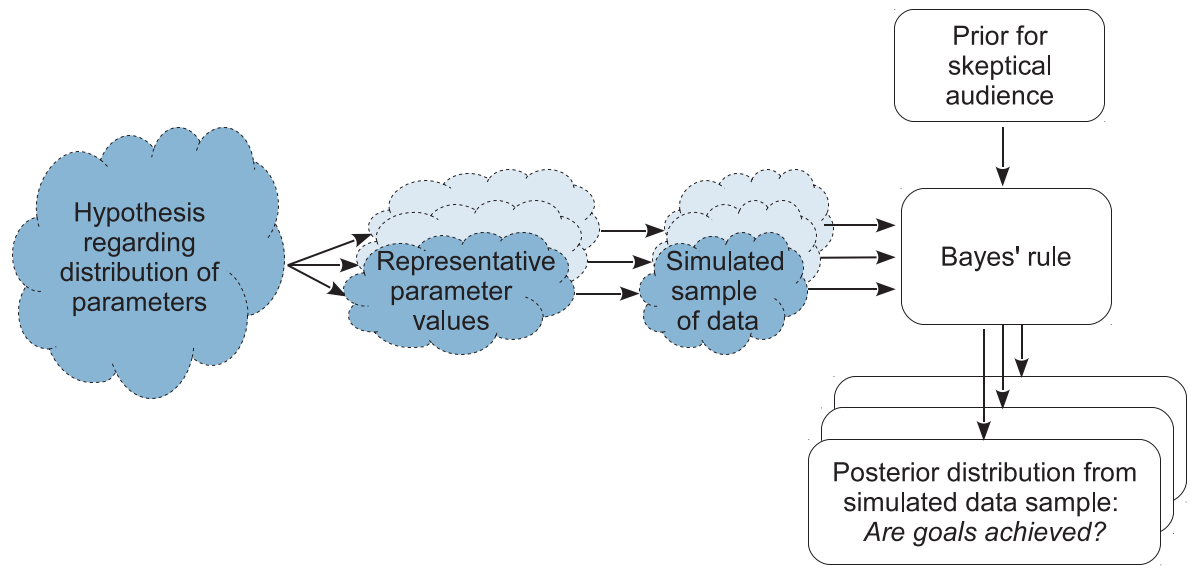 Prior for
skeptical
audience
Hypothesis
regarding
distribution of
parameters
Representative
parameter
values
Simulated
sample
of data
Bayes' rule
Posterior distribution from
simulated data sample:
Are goals achieved?